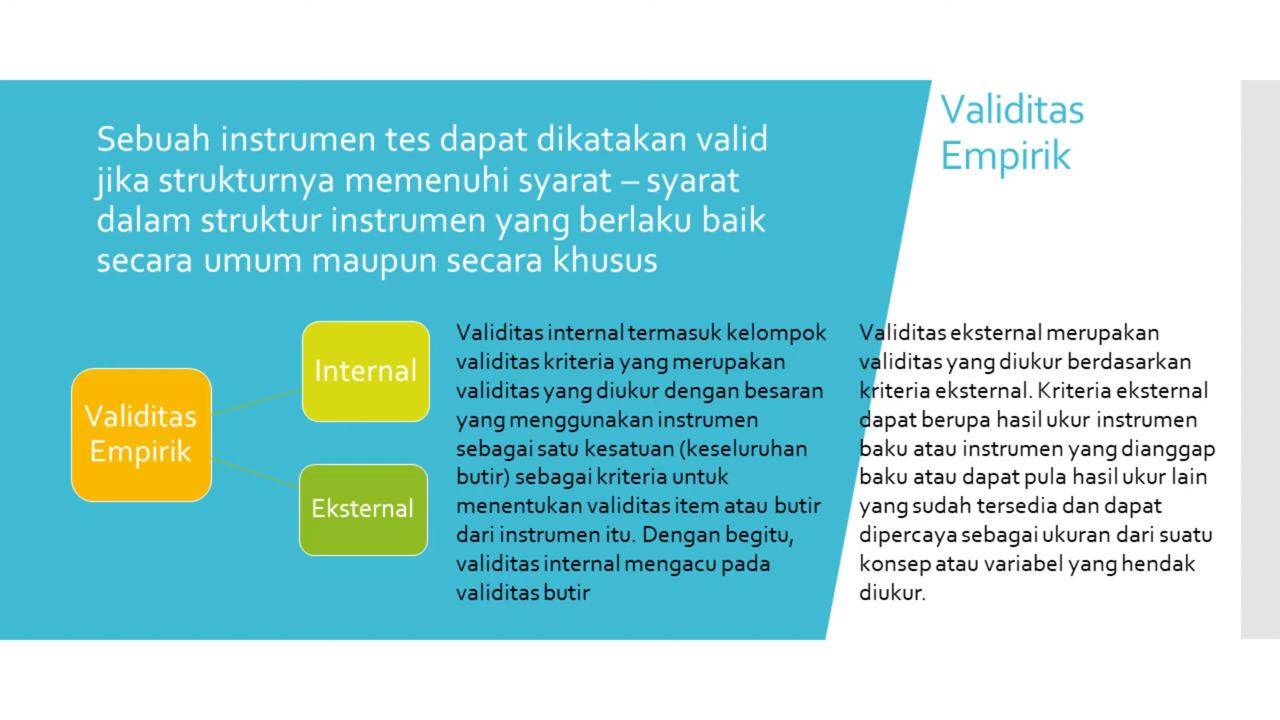 Validitas
Empirik
Sebuah instrumen tes dapat dikatakan valid
jika strukturnya memenuhi syarat – syarat
dalam struktur instrumen yang berlaku baik
secara umum maupun secara khusus
Validitas
Empirik
Internal
Eksternal
Validitas internal termasuk kelompok
validitas kriteria yang merupakan
validitas yang diukur dengan besaran
yang menggunakan instrumen
sebagai satu kesatuan (keseluruhan
butir) sebagai kriteria untuk
menentukan validitas item atau butir
dari instrumen itu. Dengan begitu,
validitas internal mengacu pada
validitas butir
Validitas eksternal merupakan
validitas yang diukur berdasarkan
kriteria eksternal. Kriteria eksternal
dapat berupa hasil ukur instrumen
baku atau instrumen yang dianggap
baku atau dapat pula hasil ukur lain
yang sudah tersedia dan dapat
dipercaya sebagai ukuran dari suatu
konsep atau variabel yang hendak
diukur.